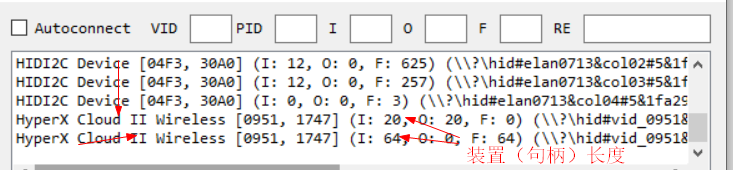 Autoconnect VID PID I O F RE
HIDI2C Device [04F3, 30A0] (I: 12, O: 0, F: 625) (\\?\hid#elan0713&col02#5&1f
HIDI2C Device [04F3, 30A0] (I: 12, O: 0, F: 257) (\\?\hid#elan0713&col03#5&1f
HIDI2C Device [04F3, 30A0] (I: 0, O: 0, F: 3) (\\?\hid#elan0713&col04#5&1fa29
HyperX Cloud II Wireless [0951, 1747] (I: 20, O: 20, F: 0) (\\?\hid#vid_0951&
HyperX Cloud II Wireless [0951, 1747] (I: 64, O: 0, F: 64) (\\?\hid#vid_0951&
装置（句柄）长度